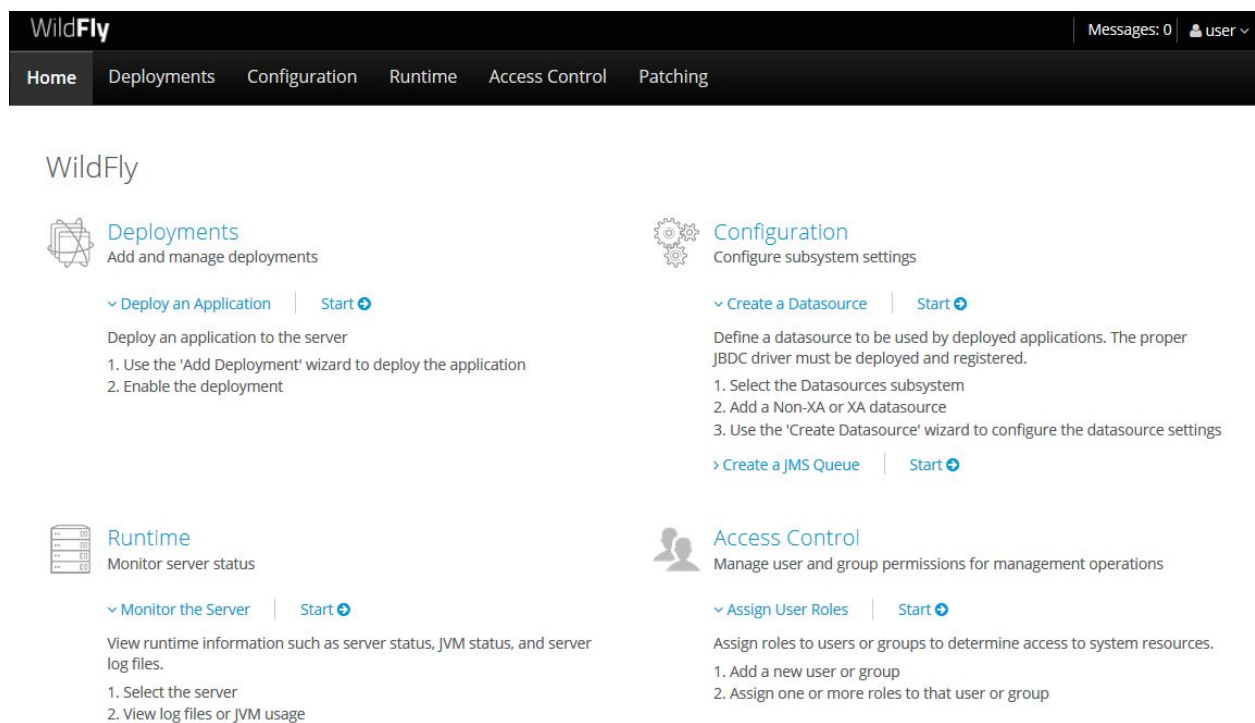 WildFly
Messages: 0
user
Home
Deployments
Configuration
Runtime
Access Control
Patching
WildFly
Deployments
Add and manage deployments
Deploy an Application
Start
Deploy an application to the server
1. Use the 'Add Deployment' wizard to deploy the application
2. Enable the deployment
Configuration
Configure subsystem settings
Create a Datasource
Start
Define a datasource to be used by deployed applications. The proper
JBDC driver must be deployed and registered.
1. Select the Datasources subsystem
2. Add a Non-XA or XA datasource
3. Use the 'Create Datasource' wizard to configure the datasource settings
Create a JMS Queue
Start
Runtime
Monitor server status
Monitor the Server
Start
View runtime information such as server status, JVM status, and server
log files.
1. Select the server
2. View log files or JVM usage
Access Control
Manage user and group permissions for management operations
Assign User Roles
Start
Assign roles to users or groups to determine access to system resources.
1. Add a new user or group
2. Assign one or more roles to that user or group